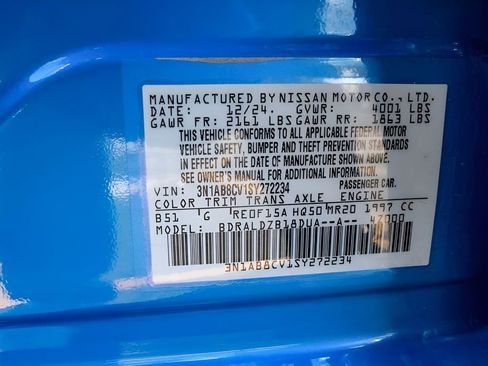 MANUFACTURED BY NISSAN MOTOR CO., LTD.
DATE: 12/24 GVWR: 4001 LBS
GAWR FR: 2161 LBS GAWR RR: 1863 LBS
THIS VEHICLE CONFORMS TO ALL APPLICABLE FEDERAL MOTOR
VEHICLE SAFETY, BUMPER AND THEFT PREVENTION STANDARDS
IN EFFECT ON THE DATE OF MANUFACTURE SHOWN ABOVE.
SEE OWNER'S MANUAL FOR ADDITIONAL INFORMATION.
VIN: 3N1AB8CV1SY272234 PASSENGER CAR.
COLOR TRIM TRANS AXLE ENGINE
B51 G RE0F15A HQ50 MR20 1997 CC
MODEL: BDRALDZB18DUA--A-- 47000
3N1AB8CV1SY272234